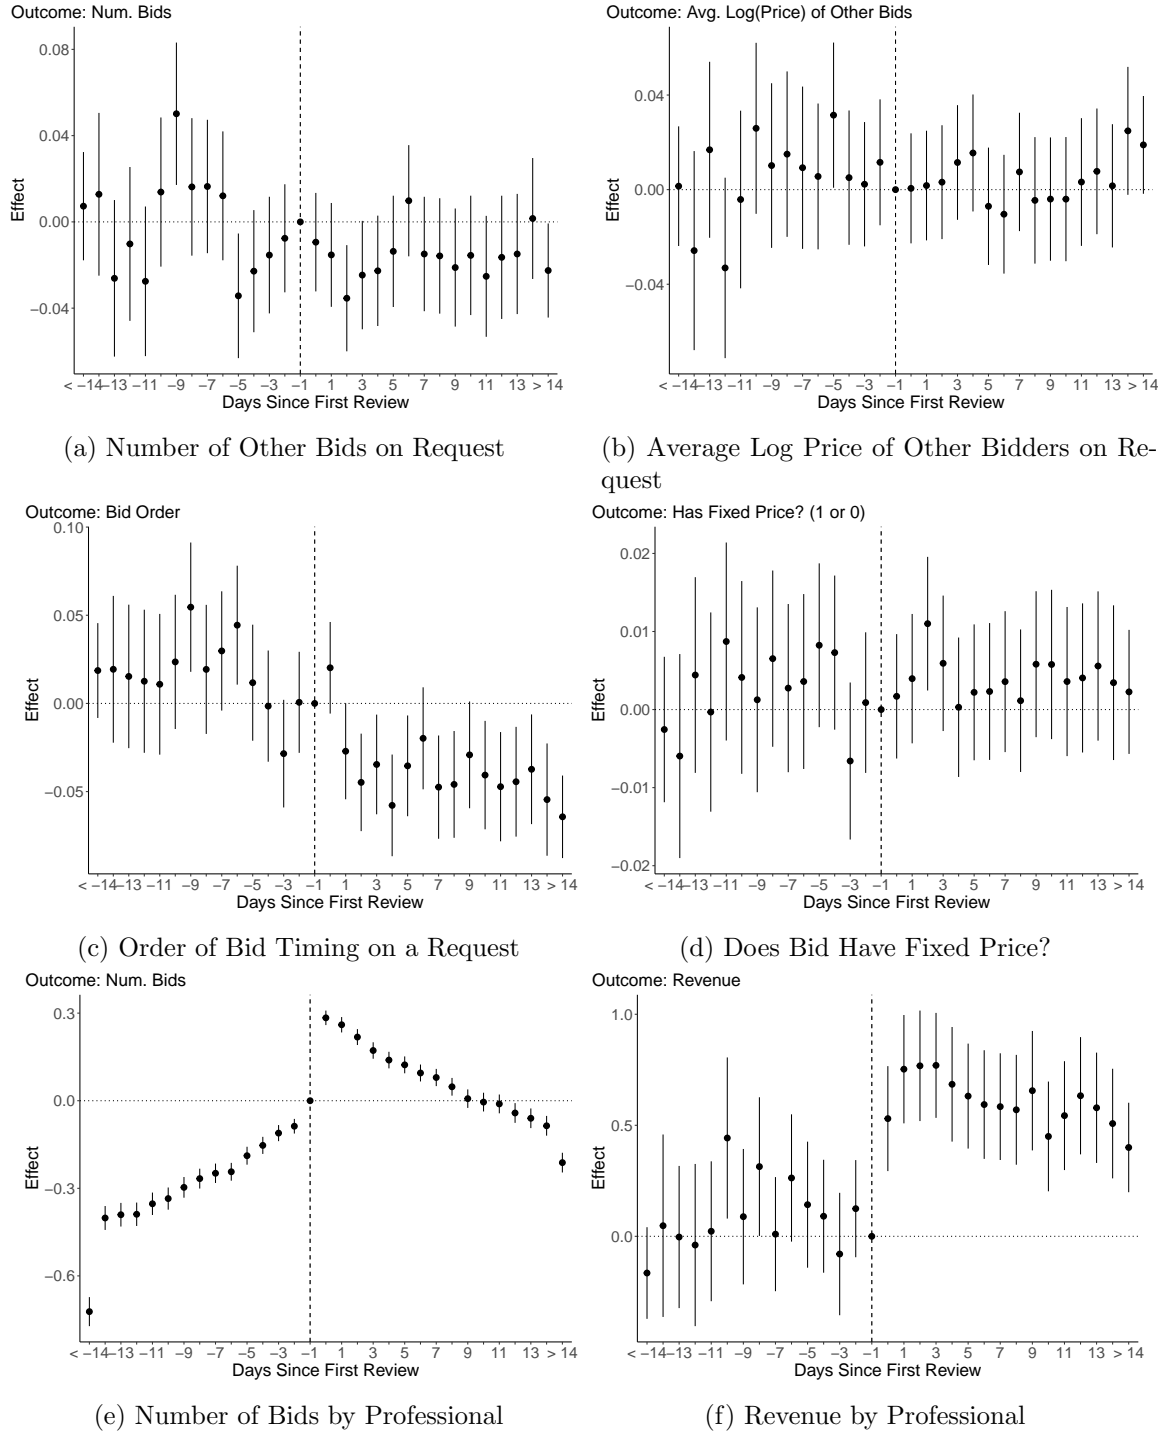 Outcome: Num. Bids
Effect
0.08
0.04
0.00
−0.04
< −14 −13 −11 −9 −7 −5 −3 −1 1 3 5 7 9 11 13 > 14
Days Since First Review
(a) Number of Other Bids on Request
Outcome: Avg. Log(Price) of Other Bids
Effect
0.04
0.00
−0.04
< −14 −13 −11 −9 −7 −5 −3 −1 1 3 5 7 9 11 13 > 14
Days Since First Review
(b) Average Log Price of Other Bidders on Re-
quest
Outcome: Bid Order
Effect
0.10
0.05
0.00
−0.05
< −14 −13 −11 −9 −7 −5 −3 −1 1 3 5 7 9 11 13 > 14
Days Since First Review
(c) Order of Bid Timing on a Request
Outcome: Has Fixed Price? (1 or 0)
Effect
0.02
0.01
0.00
−0.01
−0.02
< −14 −13 −11 −9 −7 −5 −3 −1 1 3 5 7 9 11 13 > 14
Days Since First Review
(d) Does Bid Have Fixed Price?
Outcome: Num. Bids
Effect
0.3
0.0
−0.3
−0.6
< −14 −13 −11 −9 −7 −5 −3 −1 1 3 5 7 9 11 13 > 14
Days Since First Review
(e) Number of Bids by Professional
Outcome: Revenue
Effect
1.0
0.5
0.0
< −14 −13 −11 −9 −7 −5 −3 −1 1 3 5 7 9 11 13 > 14
Days Since First Review
(f) Revenue by Professional